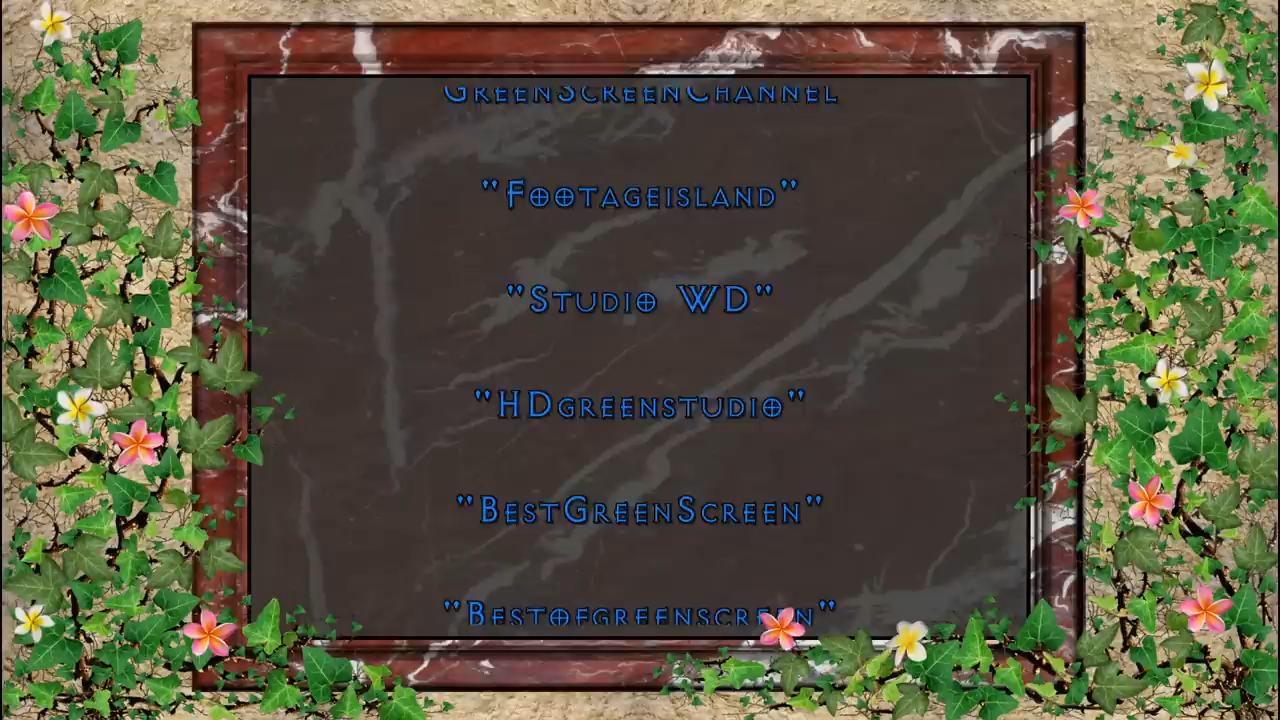 GreenScreenChannel
"Footageisland"
"Studio WD"
"HDgreenstudio"
"BestGreenScreen"
"Bestofgreenscreen"